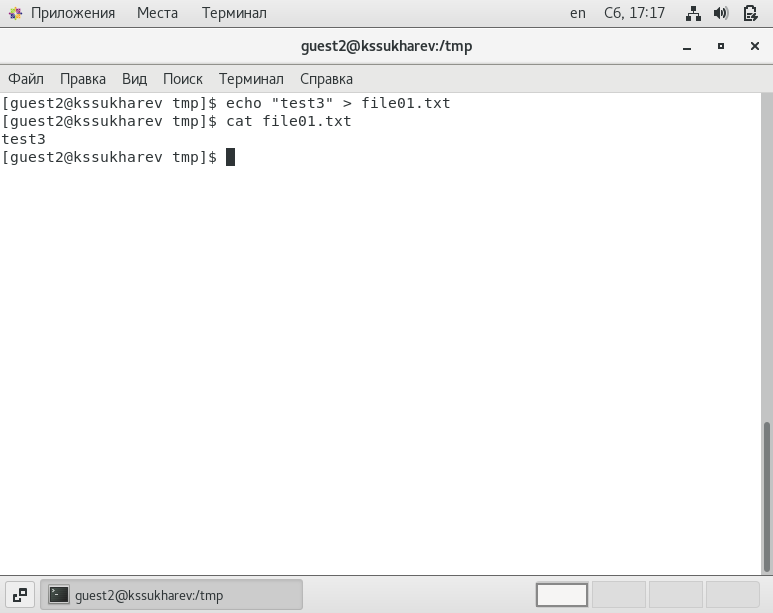 Приложения Места Терминал en Сб, 17:17
guest2@kssukharev:/tmp
Файл Правка Вид Поиск Терминал Справка
[guest2@kssukharev tmp]$ echo "test3" > file01.txt
[guest2@kssukharev tmp]$ cat file01.txt
test3
[guest2@kssukharev tmp]$
guest2@kssukharev:/tmp